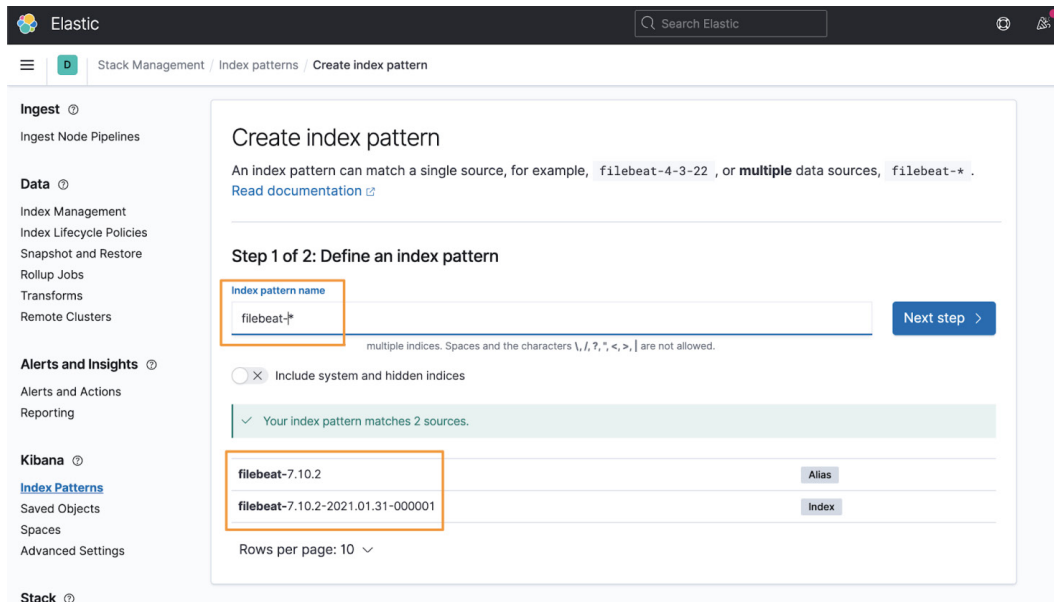 Elastic
Search Elastic
D
Stack Management / Index patterns / Create index pattern
Ingest
Ingest Node Pipelines
Data
Index Management
Index Lifecycle Policies
Snapshot and Restore
Rollup Jobs
Transforms
Remote Clusters
Alerts and Insights
Alerts and Actions
Reporting
Kibana
Index Patterns
Saved Objects
Spaces
Advanced Settings
Stack
Create index pattern
An index pattern can match a single source, for example, filebeat-4-3-22 , or multiple data sources, filebeat-* .
Read documentation
Step 1 of 2: Define an index pattern
Index pattern name
filebeat-*
Next step
multiple indices. Spaces and the characters \, /, ?, ", <, >, | are not allowed.
Include system and hidden indices
Your index pattern matches 2 sources.
filebeat-7.10.2 Alias
filebeat-7.10.2-2021.01.31-000001 Index
Rows per page: 10